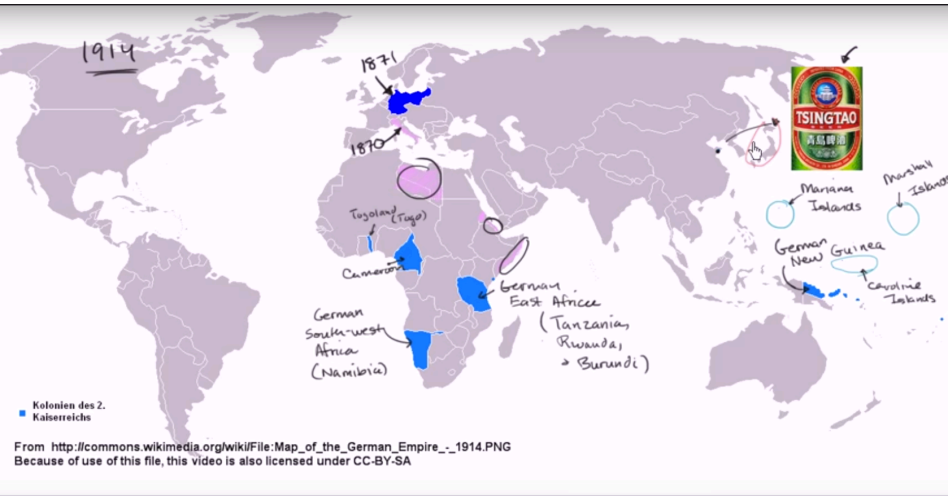 1914
1871
1870
TSINGTAO
青島啤酒
Mariana
Islands
Marshall
Islands
German
New Guinea
Caroline
Islands
Togoland (Togo)
Cameroon
German
East Africa
(Tanzania,
Rwanda,
+ Burundi)
German
South-west
Africa
(Namibia)
Kolonien des 2.
Kaiserreichs
From http://commons.wikimedia.org/wiki/File:Map_of_the_German_Empire_-_1914.PNG
Because of use of this file, this video is also licensed under CC-BY-SA